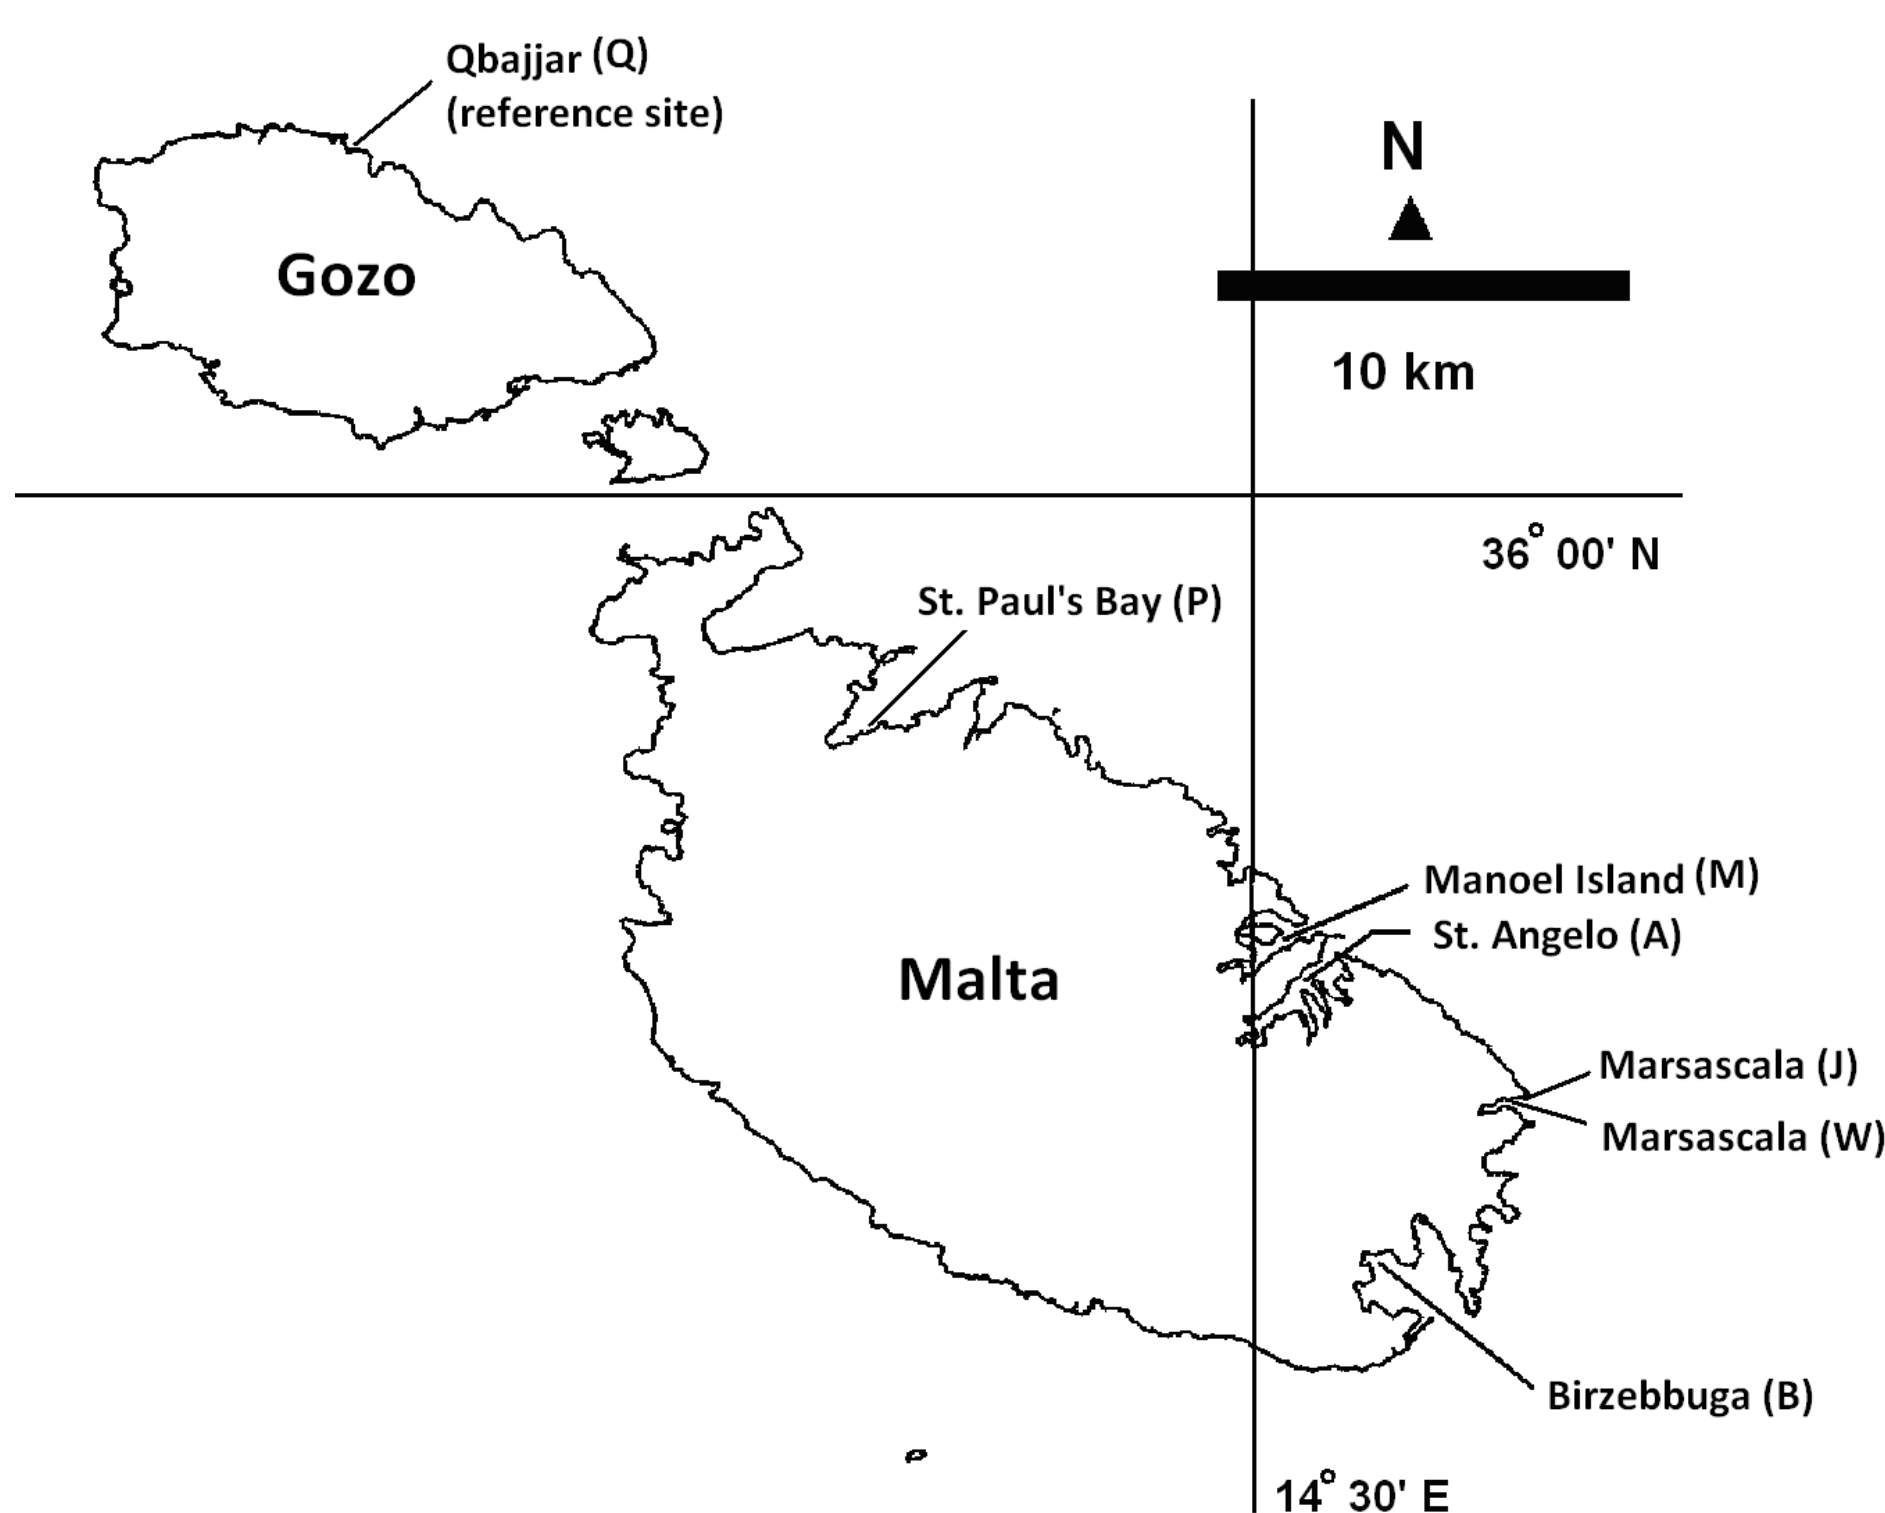 Qbajjar (Q)
(reference site)
N
Gozo
10 km
36° 00' N
St. Paul's Bay (P)
Manoel Island (M)
St. Angelo (A)
Malta
Marsascala (J)
Marsascala (W)
Birzebbuga (B)
14° 30' E